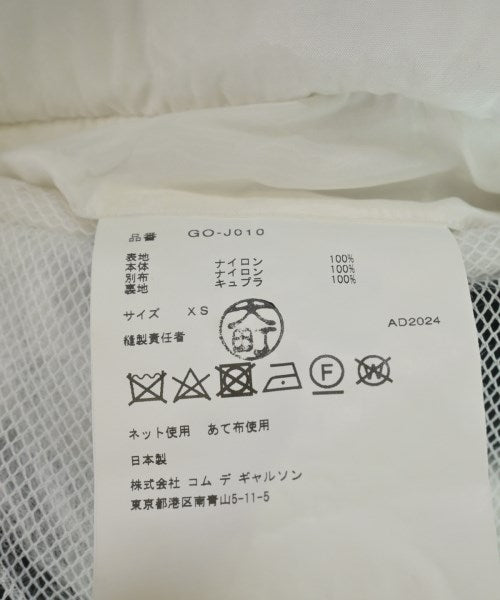 品番 GO-J010
表地
本体 ナイロン 100%
別布 ナイロン 100%
裏地 キュプラ 100%
サイズ XS
AD2024
縫製責任者
大町
F
W
ネット使用 あて布使用
日本製
株式会社 コム デ ギャルソン
東京都港区南青山5-11-5